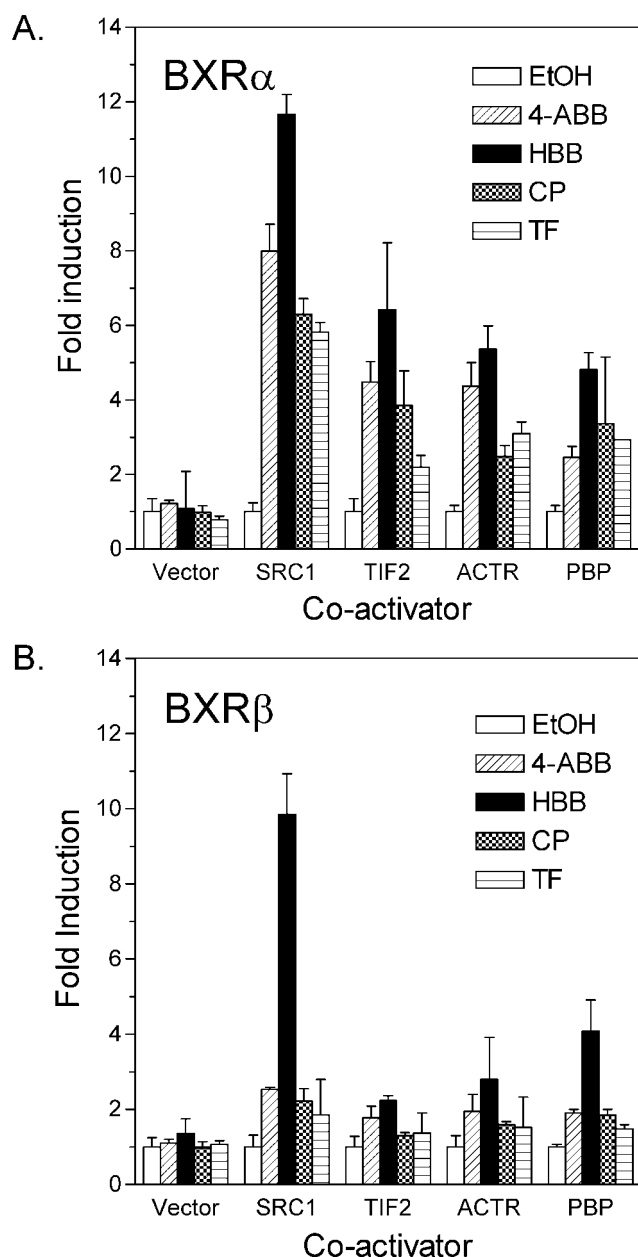 A.
BXRα
EtOH
4-ABB
HBB
CP
TF
Fold induction
14
12
10
8
6
4
2
0
Vector SRC1 TIF2 ACTR PBP
Co-activator
B.
BXRβ
EtOH
4-ABB
HBB
CP
TF
Fold Induction
14
12
10
8
6
4
2
0
Vector SRC1 TIF2 ACTR PBP
Co-activator